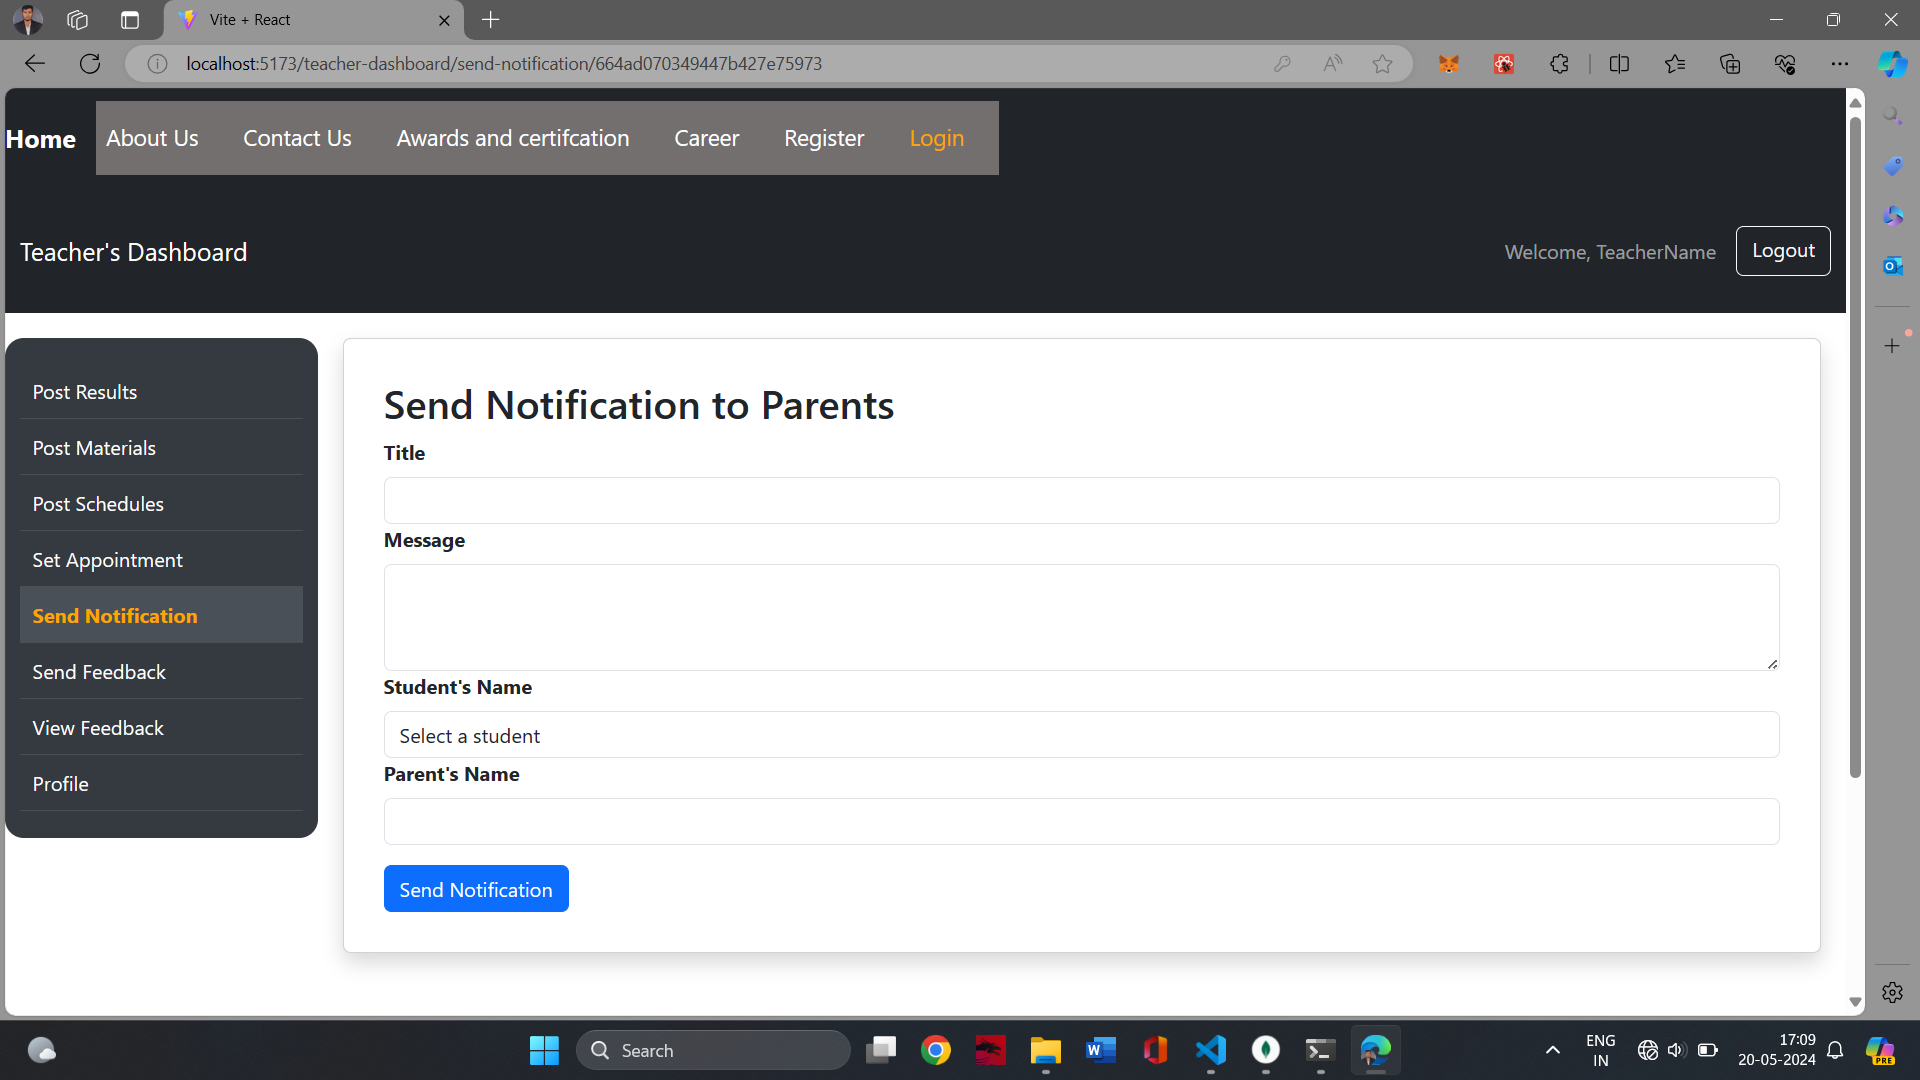 Vite + React
localhost:5173/teacher-dashboard/send-notification/664ad070349447b427e75973
Home About Us Contact Us Awards and certifcation Career Register Login
Teacher's Dashboard
Welcome, TeacherName Logout
Post Results
Post Materials
Post Schedules
Set Appointment
Send Notification
Send Feedback
View Feedback
Profile
Send Notification to Parents
Title
Message
Student's Name
Select a student
Parent's Name
Send Notification
Search
ENG
IN
17:09
20-05-2024
PRE